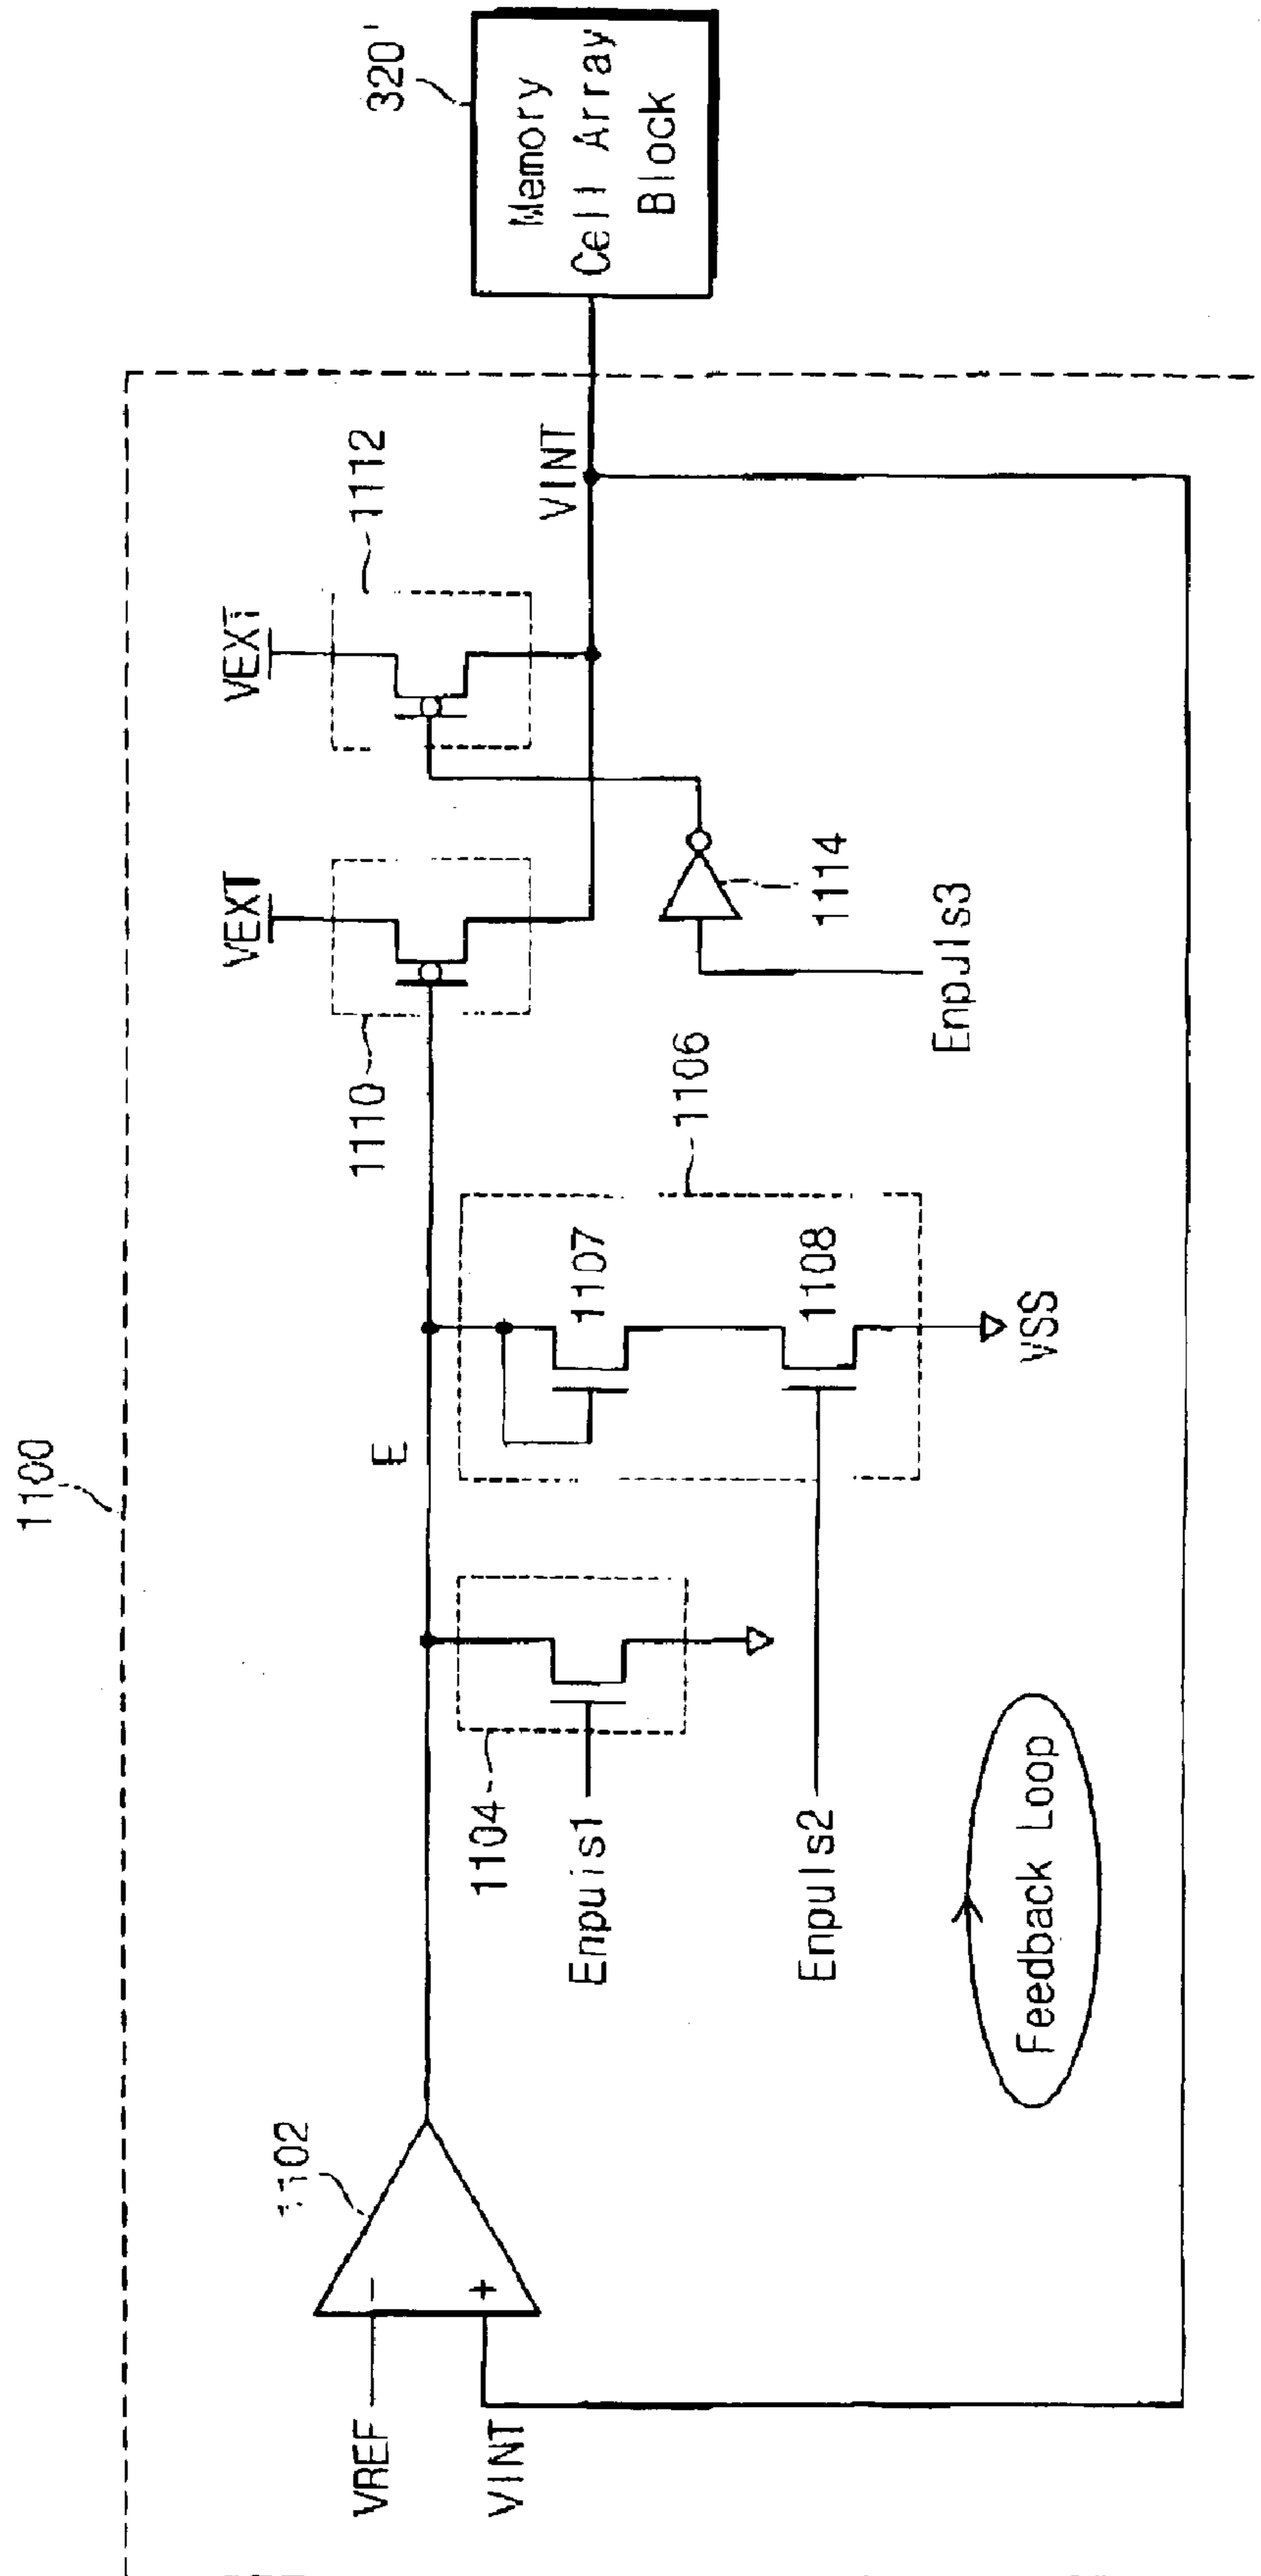 1100
VREF
VINT
1102
E
1104
Enpuls1
Enpuls2
1106
1107
1108
VSS
1110
VEXT
VEXT
1112
1114
Enpuls3
VINT
320'
Memory
Cell Array
Block
Feedback Loop
-
+